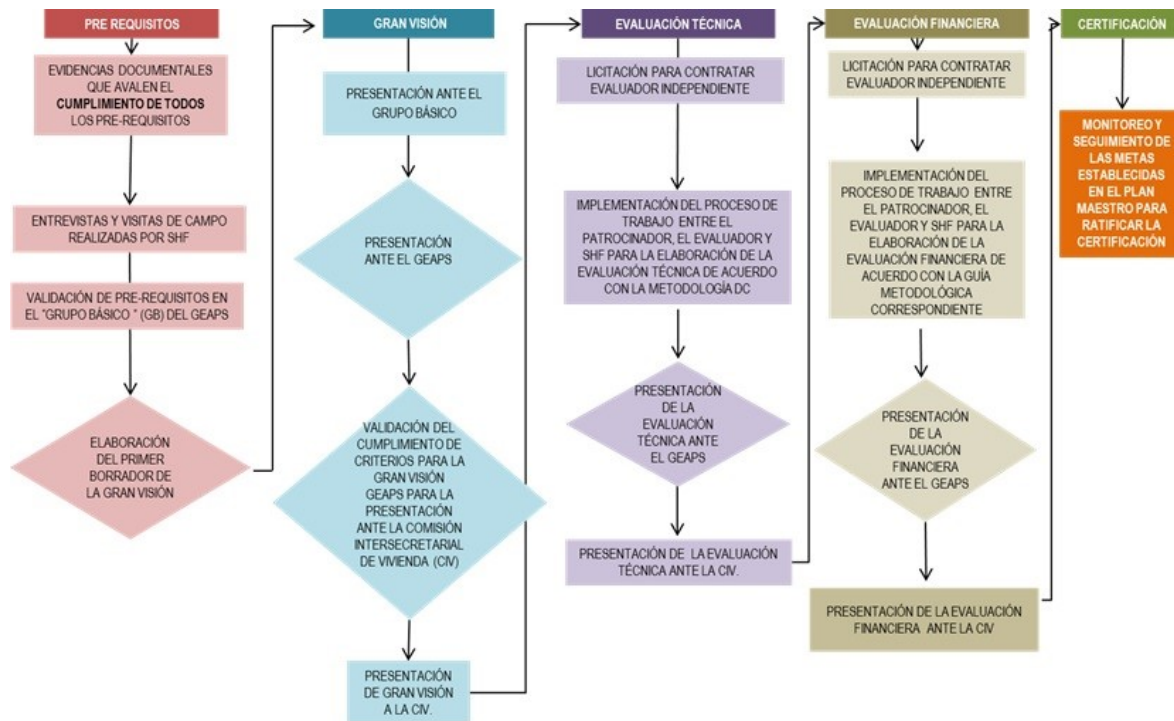 PRE REQUISITOS
EVIDENCIAS DOCUMENTALES
QUE AVALEN EL
CUMPLIMIENTO DE TODOS
LOS PRE-REQUISITOS
ENTREVISTAS Y VISITAS DE CAMPO
REALIZADAS POR SHF
VALIDACIÓN DE PRE-REQUISITOS EN
EL "GRUPO BÁSICO " (GB) DEL GEAPS
ELABORACIÓN
DEL PRIMER
BORRADOR DE
LA GRAN VISIÓN
GRAN VISIÓN
PRESENTACIÓN ANTE EL
GRUPO BÁSICO
PRESENTACIÓN
ANTE EL GEAPS
VALIDACIÓN DEL
CUMPLIMIENTO DE
CRITERIOS PARA LA
GRAN VISIÓN
GEAPS PARA LA
PRESENTACIÓN
ANTE LA COMISIÓN
INTERSECRETARIAL
DE VIVIENDA (CIV)
PRESENTACIÓN
DE GRAN VISIÓN
A LA CIV.
EVALUACIÓN TÉCNICA
LICITACIÓN PARA CONTRATAR
EVALUADOR INDEPENDIENTE
IMPLEMENTACIÓN DEL PROCESO DE
TRABAJO ENTRE EL
PATROCINADOR, EL EVALUADOR Y
SHF PARA LA ELABORACIÓN DE LA
EVALUACIÓN TÉCNICA DE ACUERDO
CON LA METODOLOGÍA DC
PRESENTACIÓN
DE LA
EVALUACIÓN
TÉCNICA ANTE
EL GEAPS
PRESENTACIÓN DE LA EVALUACIÓN
TÉCNICA ANTE LA CIV.
EVALUACIÓN FINANCIERA
LICITACIÓN PARA CONTRATAR
EVALUADOR INDEPENDIENTE
IMPLEMENTACIÓN DEL
PROCESO DE TRABAJO ENTRE
EL PATROCINADOR, EL
EVALUADOR Y SHF PARA LA
ELABORACIÓN DE LA
EVALUACIÓN FINANCIERA DE
ACUERDO CON LA GUÍA
METODOLÓGICA
CORRESPONDIENTE
PRESENTACIÓN
DE LA
EVALUACIÓN
FINANCIERA
ANTE EL GEAPS
PRESENTACIÓN DE LA EVALUACIÓN
FINANCIERA ANTE LA CIV
CERTIFICACIÓN
MONITOREO Y
SEGUIMIENTO DE
LAS METAS
ESTABLECIDAS
EN EL PLAN
MAESTRO PARA
RATIFICAR LA
CERTIFICACIÓN